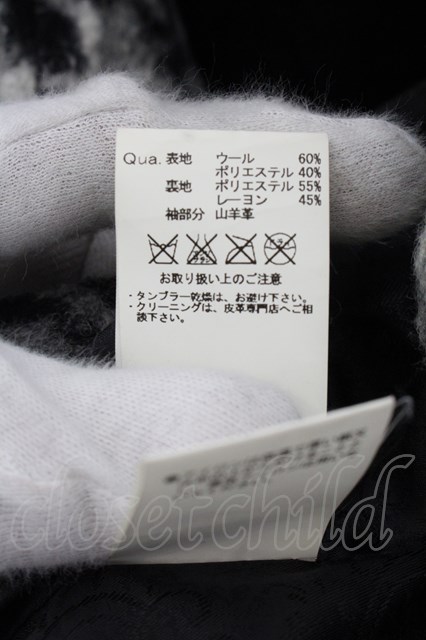 Qua. 表地 ウール 60%
ポリエステル 40%
裏地 ポリエステル 55%
レーヨン 45%
袖部分 山羊革
お取り扱い上のご注意
・タンブラー乾燥は、お避け下さい。
・クリーニングは、皮革専門店へご相
談下さい。
closetchild